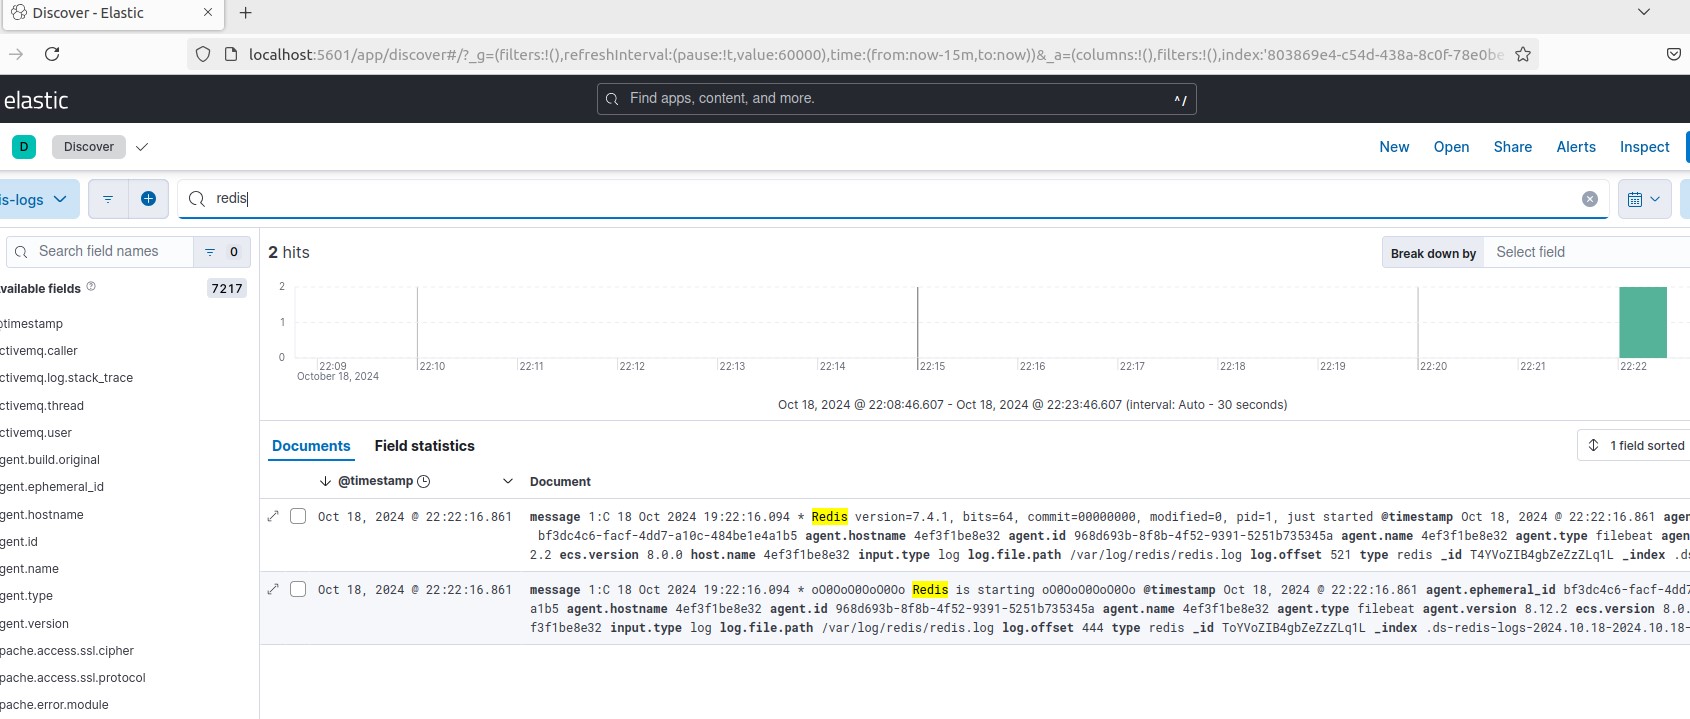 Discover - Elastic
localhost:5601/app/discover#/?_g=(filters:!(),refreshInterval:(pause:!t,value:60000),time:(from:now-15m,to:now))&_a=(columns:!(),filters:!(),index:'803869e4-c54d-438a-8c0f-78e0be
elastic
Find apps, content, and more.
^/
D
Discover
New
Open
Share
Alerts
Inspect
is-logs
redis
Search field names
0
2 hits
Break down by
Select field
vailable fields
7217
@timestamp
ctivemq.caller
ctivemq.log.stack_trace
ctivemq.thread
ctivemq.user
gent.build.original
gent.ephemeral_id
gent.hostname
gent.id
gent.name
gent.type
gent.version
pache.access.ssl.cipher
pache.access.ssl.protocol
pache.error.module
2
1
0
22:09 22:10 22:11 22:12 22:13 22:14 22:15 22:16 22:17 22:18 22:19 22:20 22:21 22:22
October 18, 2024
Oct 18, 2024 @ 22:08:46.607 - Oct 18, 2024 @ 22:23:46.607 (interval: Auto - 30 seconds)
Documents
Field statistics
1 field sorted
@timestamp
Document
Oct 18, 2024 @ 22:22:16.861
message 1:C 18 Oct 2024 19:22:16.094 * Redis version=7.4.1, bits=64, commit=00000000, modified=0, pid=1, just started @timestamp Oct 18, 2024 @ 22:22:16.861 agen
bf3dc4c6-facf-4dd7-a10c-484be1e4a1b5 agent.hostname 4ef3f1be8e32 agent.id 968d693b-8f8b-4f52-9391-5251b735345a agent.name 4ef3f1be8e32 agent.type filebeat agen
2.2 ecs.version 8.0.0 host.name 4ef3f1be8e32 input.type log log.file.path /var/log/redis/redis.log log.offset 521 type redis _id T4YVoZIB4gbZeZzZLq1L _index .ds
Oct 18, 2024 @ 22:22:16.861
message 1:C 18 Oct 2024 19:22:16.094 * oO0OoO0OoO0Oo Redis is starting oO0OoO0OoO0Oo @timestamp Oct 18, 2024 @ 22:22:16.861 agent.ephemeral_id bf3dc4c6-facf-4dd7
a1b5 agent.hostname 4ef3f1be8e32 agent.id 968d693b-8f8b-4f52-9391-5251b735345a agent.name 4ef3f1be8e32 agent.type filebeat agent.version 8.12.2 ecs.version 8.0.
f3f1be8e32 input.type log log.file.path /var/log/redis/redis.log log.offset 444 type redis _id ToYVoZIB4gbZeZzZLq1L _index .ds-redis-logs-2024.10.18-2024.10.18-